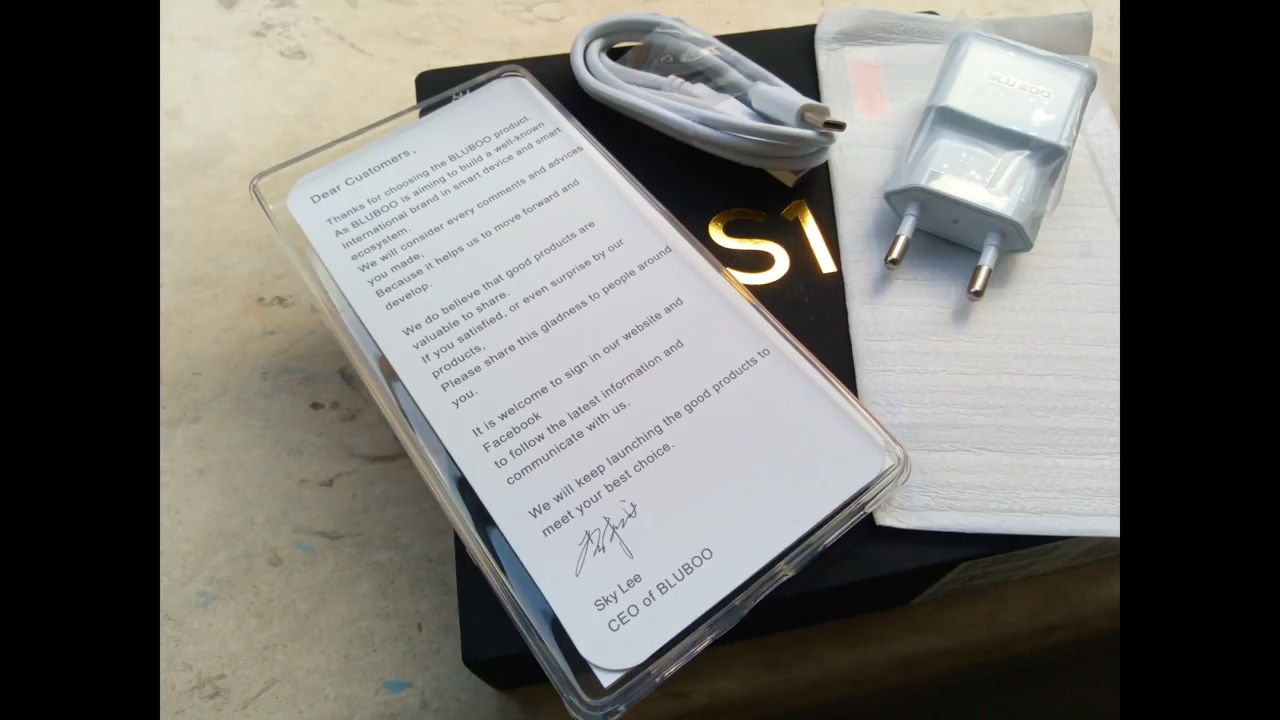 Dear Customers,
Thanks for choosing the BLUBOO product.
As BLUBOO is aiming to build a well-known
international brand in smart device and smart
ecosystem.
We will consider every comments and advices
you made,
Because it helps us to move forward and
develop.
We do believe that good products are
valuable to share.
If you satisfied, or even surprise by our
products,
Please share this gladness to people around
you.
It is welcome to sign in our website and
Facebook
to follow the latest information and
communicate with us.
We will keep launching the good products to
meet your best choice.
Sky Lee
CEO of BLUBOO
S1
BLUBOO